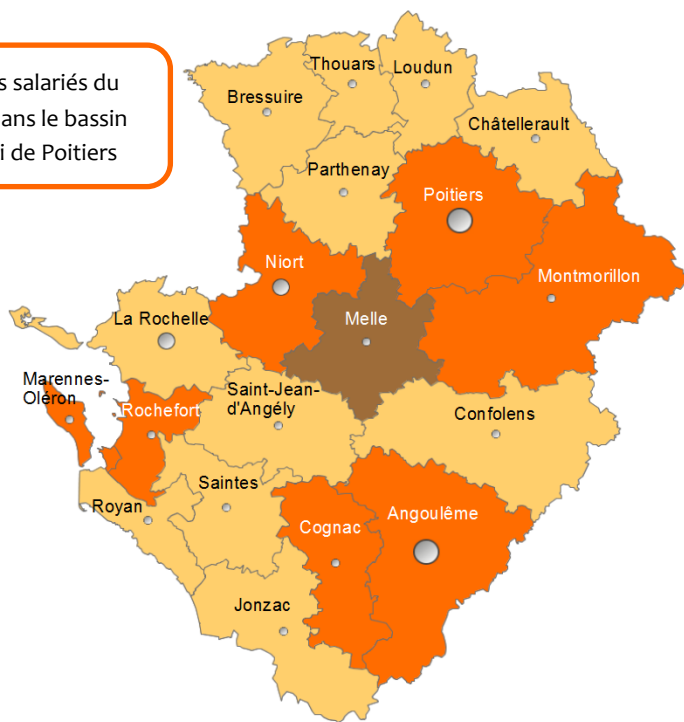 s salariés du
ans le bassin
i de Poitiers
Thouars
Loudun
Bressuire
Châtellerault
Parthenay
Poitiers
Niort
Montmorillon
La Rochelle
Melle
Marennes-
Oléron
Rochefort
Saint-Jean-
d'Angély
Confolens
Saintes
Royan
Cognac
Angoulême
Jonzac